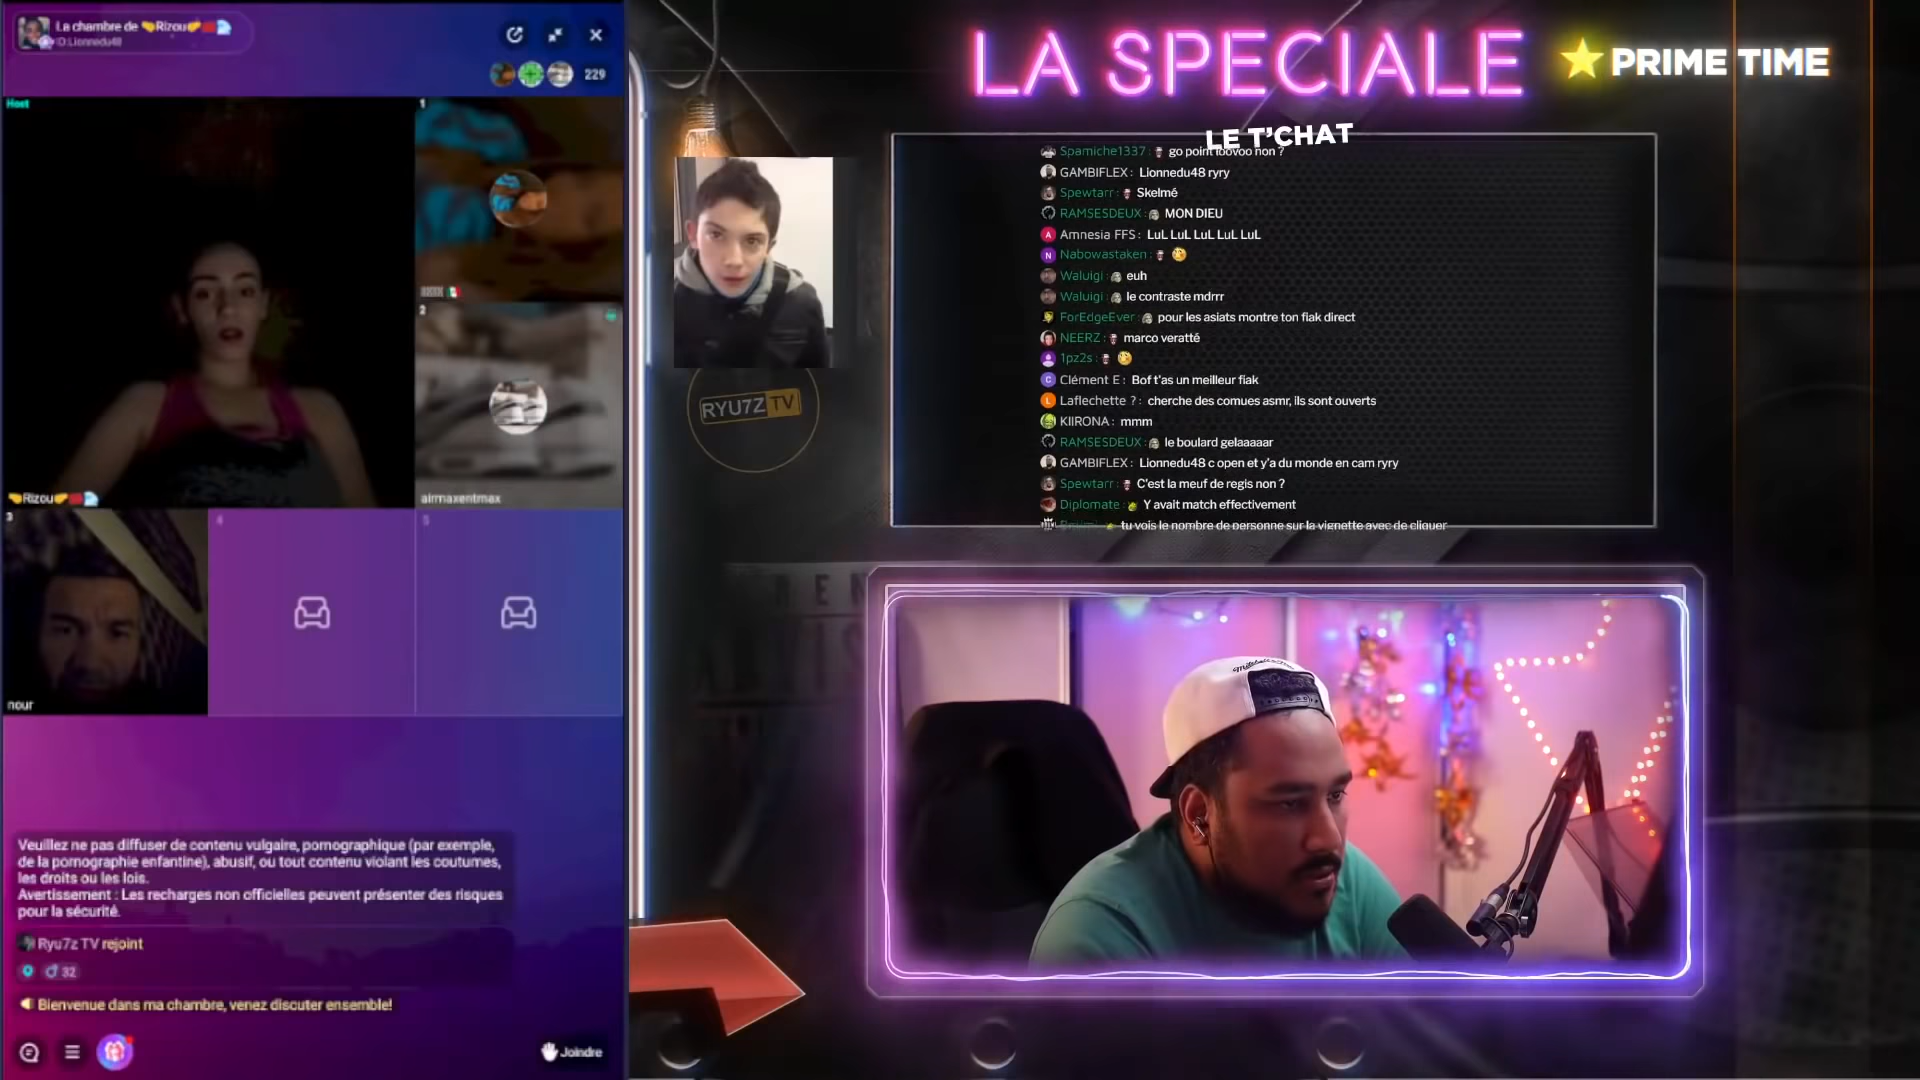 La chambre de Rizou
ID:Lionnedu48
229
Host
1
2
Rizou
airmaxentmax
3
4
5
nour
Veuillez ne pas diffuser de contenu vulgaire, pornographique (par exemple,
de la pornographie enfantine), abusif, ou tout contenu violant les coutumes,
les droits ou les lois.
Avertissement : Les recharges non officielles peuvent présenter des risques
pour la sécurité.
Ryu7z TV rejoint
32
Bienvenue dans ma chambre, venez discuter ensemble!
Joindre
LA SPECIALE
PRIME TIME
LE T'CHAT
Spamiche1337 : go point loovoo non ?
GAMBIFLEX : Lionnedu48 ryry
Spewtarr : Skelmé
RAMSESDEUX : MON DIEU
A Amnesia FFS : LuL LuL LuL LuL LuL
N Nabowastaken :
Waluigi : euh
Waluigi : le contraste mdrrr
ForEdgeEver : pour les asiats montre ton fiak direct
NEERZ : marco veratté
1pz2s :
C Clément E : Bof t'as un meilleur fiak
L Laflechette ? : cherche des comues asmr, ils sont ouverts
KIIRONA : mmm
RAMSESDEUX : le boulard gelaaaaar
GAMBIFLEX : Lionnedu48 c open et y'a du monde en cam ryry
Spewtarr : C'est la meuf de regis non ?
Diplomate : Y avait match effectivement
tu vois le nombre de personne sur la vignette avec de cliquer
RYU7Z TV